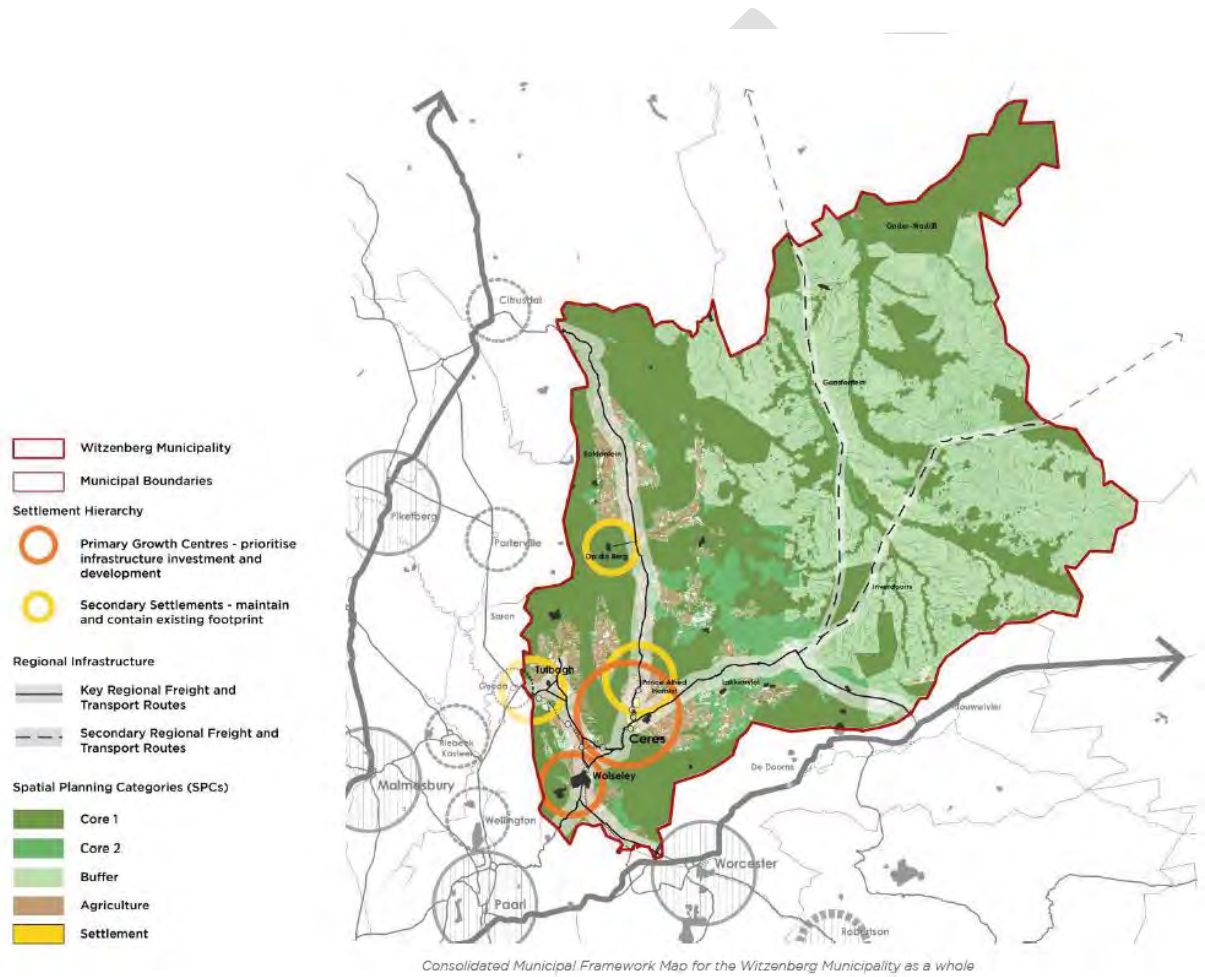 Witzenberg Municipality
Municipal Boundaries
Settlement Hierarchy
Primary Growth Centres - prioritise
infrastructure investment and
development
Secondary Settlements - maintain
and contain existing footprint
Regional Infrastructure
Key Regional Freight and
Transport Routes
Secondary Regional Freight and
Transport Routes
Spatial Planning Categories (SPCs)
Core 1
Core 2
Buffer
Agriculture
Settlement
Citrusdal
Piketberg
Porterville
Saron
Gouda
Riebeek
Kasteel
Malmesbury
Wellington
Paarl
Worcester
Robertson
De Doorns
Touwsrivier
Op die Berg
Tulbagh
Prince Alfred
Hamlet
Ceres
Wolseley
Inverdoorn
Consolidated Municipal Framework Map for the Witzenberg Municipality as a whole